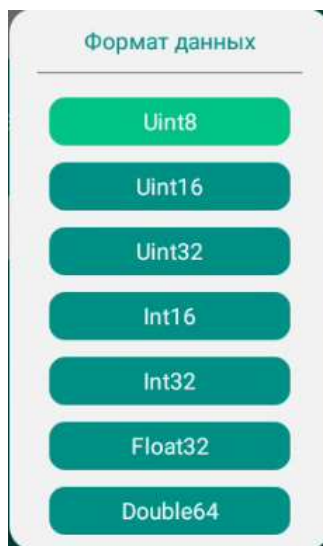 Формат данных
Uint8
Uint16
Uint32
Int16
Int32
Float32
Double64